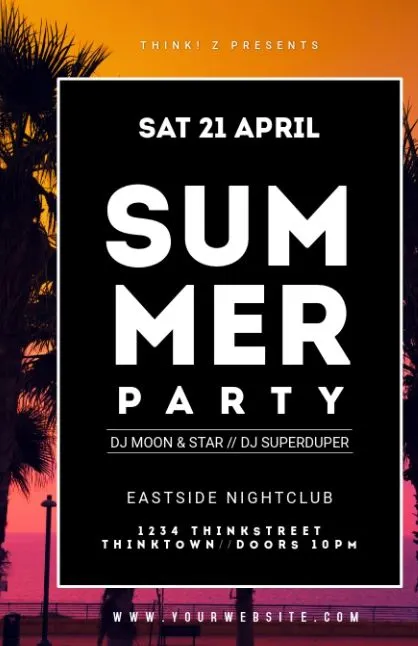 THINK! Z PRESENTS
SAT 21 APRIL
SUM
MER
PARTY
DJ MOON & STAR // DJ SUPERDUPER
EASTSIDE NIGHTCLUB
1234 THINKSTREET
THINKTOWN//DOORS 10PM
WWW.YOURWEBSITE.COM